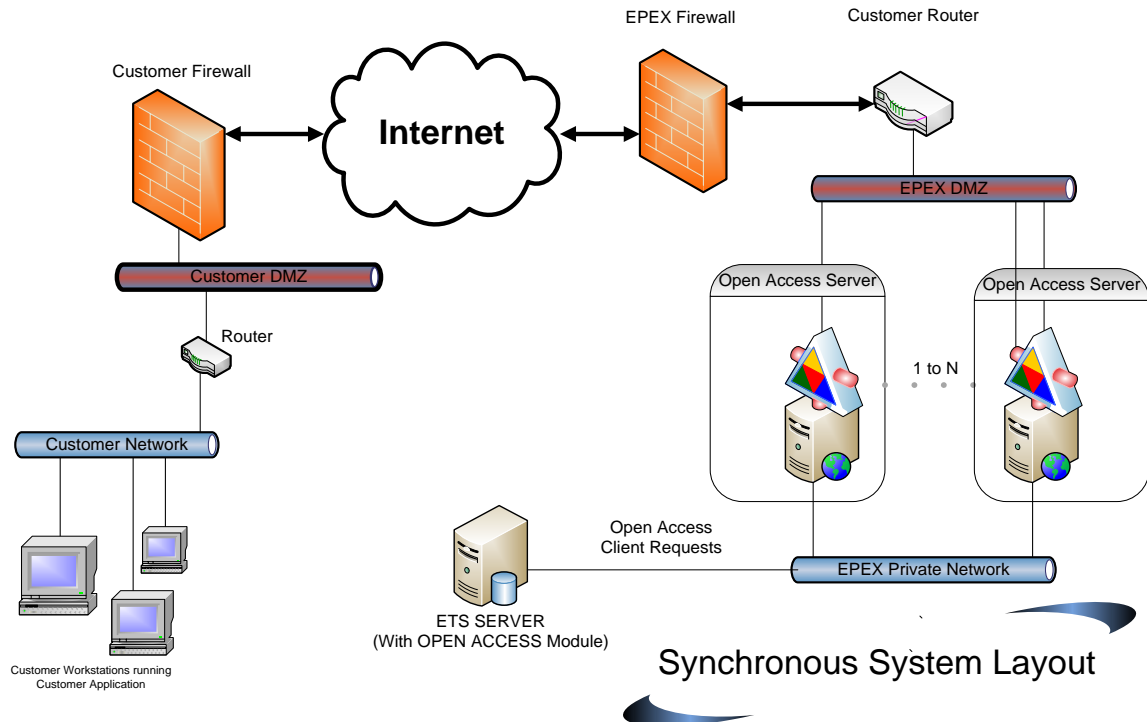 Customer Router
EPEX Firewall
Customer Firewall
Internet
EPEX DMZ
Customer DMZ
Open Access Server
Open Access Server
Router
1 to N
Customer Network
Open Access
Client Requests
EPEX Private Network
ETS SERVER
(With OPEN ACCESS Module)
Synchronous System Layout
Customer Workstations running
Customer Application